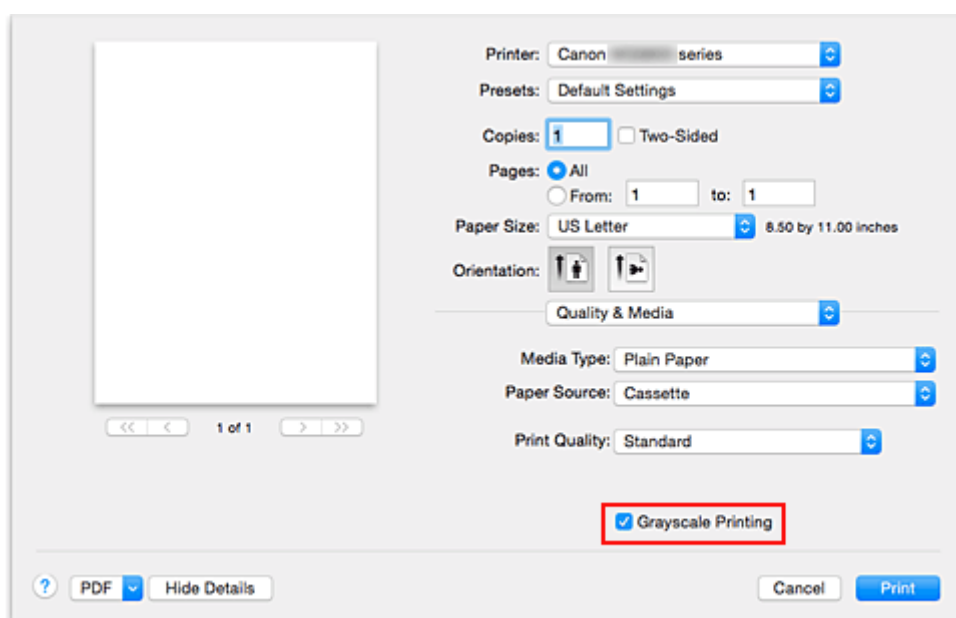 Printer: Canon series
Presets: Default Settings
Copies: 1 Two-Sided
Pages: All
From: 1 to: 1
Paper Size: US Letter 8.50 by 11.00 inches
Orientation:
Quality & Media
Media Type: Plain Paper
Paper Source: Cassette
<< < 1 of 1 > >>
Print Quality: Standard
Grayscale Printing
? PDF Hide Details Cancel Print